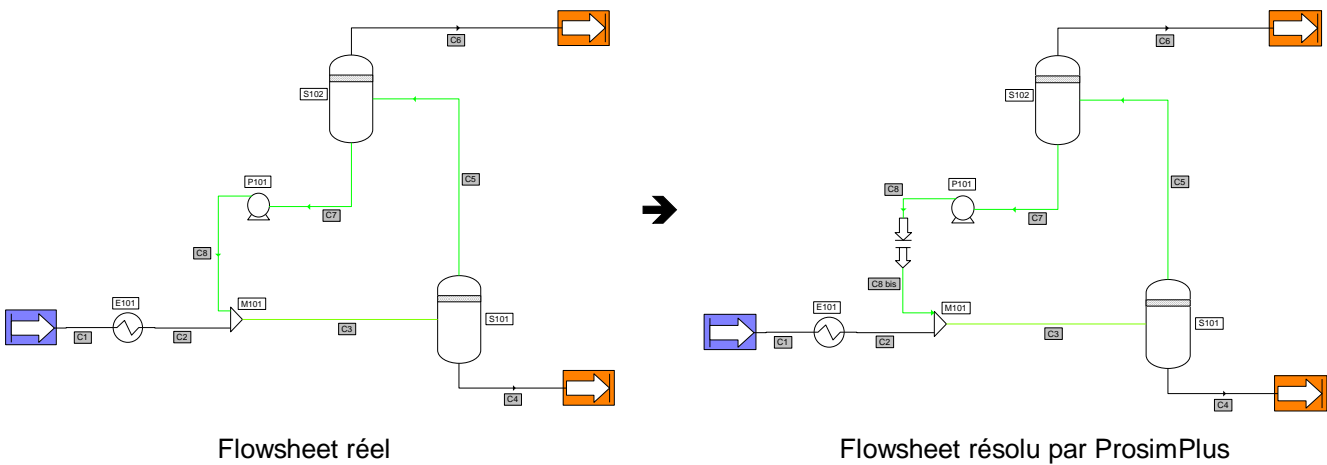 C6
S102
C5
P101
C7
C8
E101
M101
C1
C2
C3
S101
C4
Flowsheet réel
C6
S102
C5
C8
P101
C7
C8 bis
E101
M101
C1
C2
C3
S101
C4
Flowsheet résolu par ProsimPlus